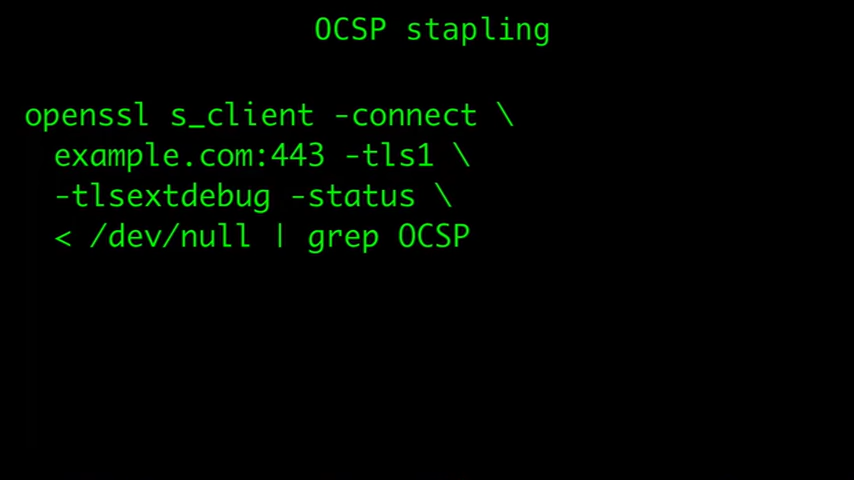 OCSP stapling
openssl s_client -connect \
example.com:443 -tls1 \
-tlsextdebug -status \
< /dev/null | grep OCSP